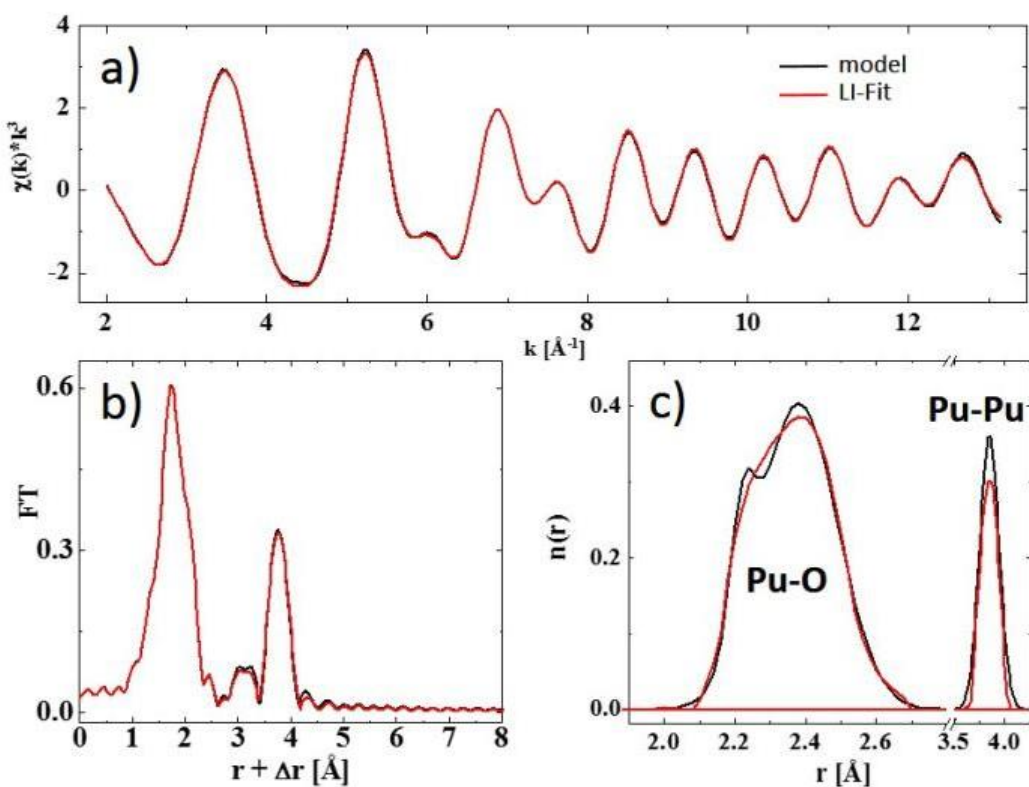 a)
model
LI-Fit
χ(k)*k³
4
2
0
-2
2 4 6 8 10 12
k [Å⁻¹]
b)
FT
0.6
0.3
0.0
0 1 2 3 4 5 6 7 8
r + Δr [Å]
c)
Pu-Pu
Pu-O
n(r)
0.4
0.2
0.0
2.0 2.2 2.4 2.6 3.5 4.0
r [Å]